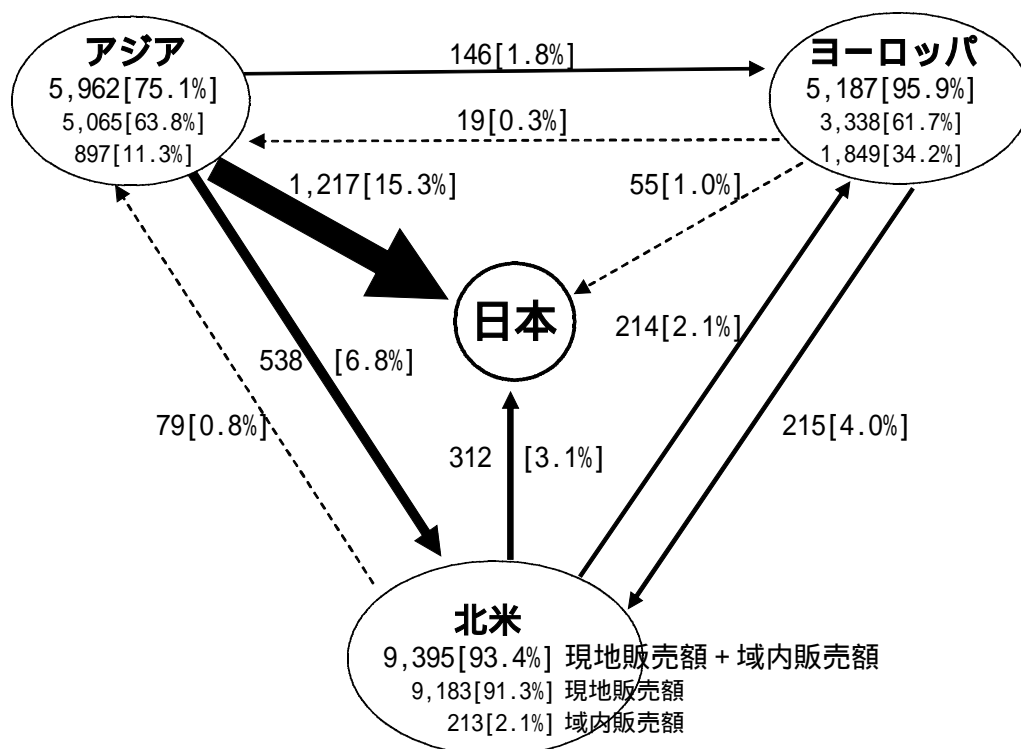 アジア
5,962[75.1%]
5,065[63.8%]
897[11.3%]
146[1.8%]
ヨーロッパ
5,187[95.9%]
3,338[61.7%]
1,849[34.2%]
19[0.3%]
1,217[15.3%]
55[1.0%]
日本
214[2.1%]
538 [6.8%]
79[0.8%]
215[4.0%]
312 [3.1%]
北米
9,395[93.4%] 現地販売額+域内販売額
9,183[91.3%] 現地販売額
213[2.1%] 域内販売額